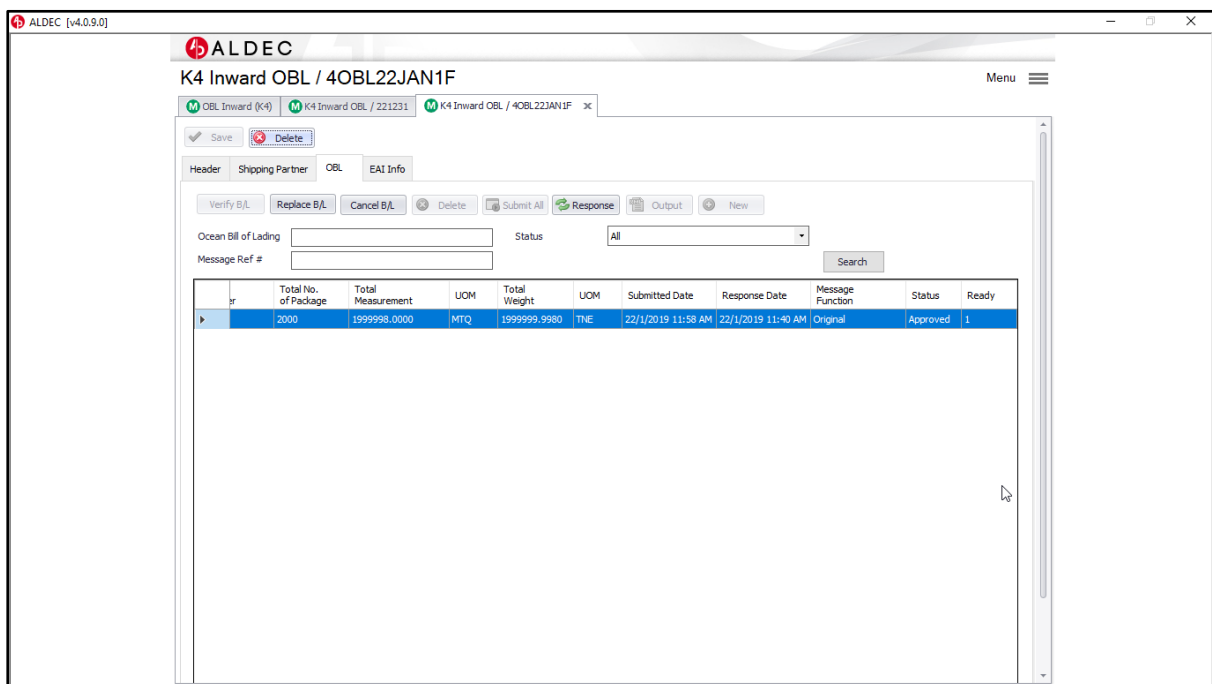 ALDEC [v4.0.9.0]
ALDEC
K4 Inward OBL / 4OBL22JAN1F
Menu
M OBL Inward (K4) M K4 Inward OBL / 221231 M K4 Inward OBL / 4OBL22JAN1F x
Save Delete
Header Shipping Partner OBL EAI Info
Verify B/L Replace B/L Cancel B/L Delete Submit All Response Output New
Ocean Bill of Lading Status All
Message Ref #
Search
er Total No. of Package Total Measurement UOM Total Weight UOM Submitted Date Response Date Message Function Status Ready
2000 1999998.0000 MTQ 1999999.9980 TNE 22/1/2019 11:58 AM 22/1/2019 11:40 AM Original Approved 1